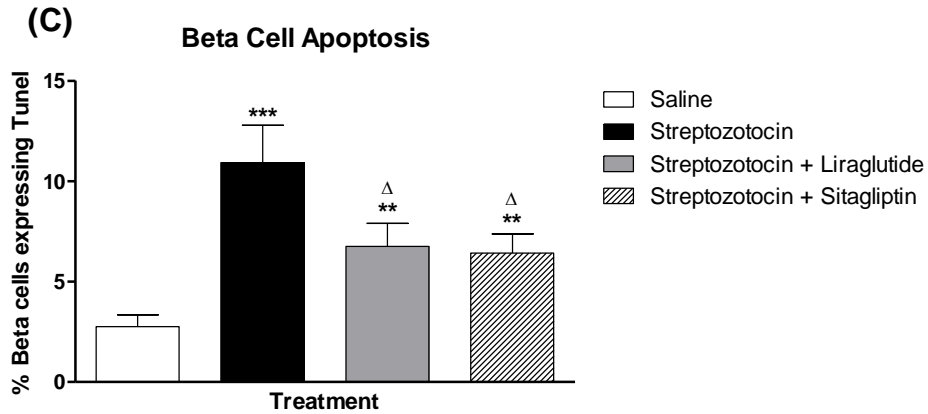 (C)
Beta Cell Apoptosis
% Beta cells expressing Tunel
15
10
5
0
***
Δ
**
Δ
**
Treatment
Saline
Streptozotocin
Streptozotocin + Liraglutide
Streptozotocin + Sitagliptin